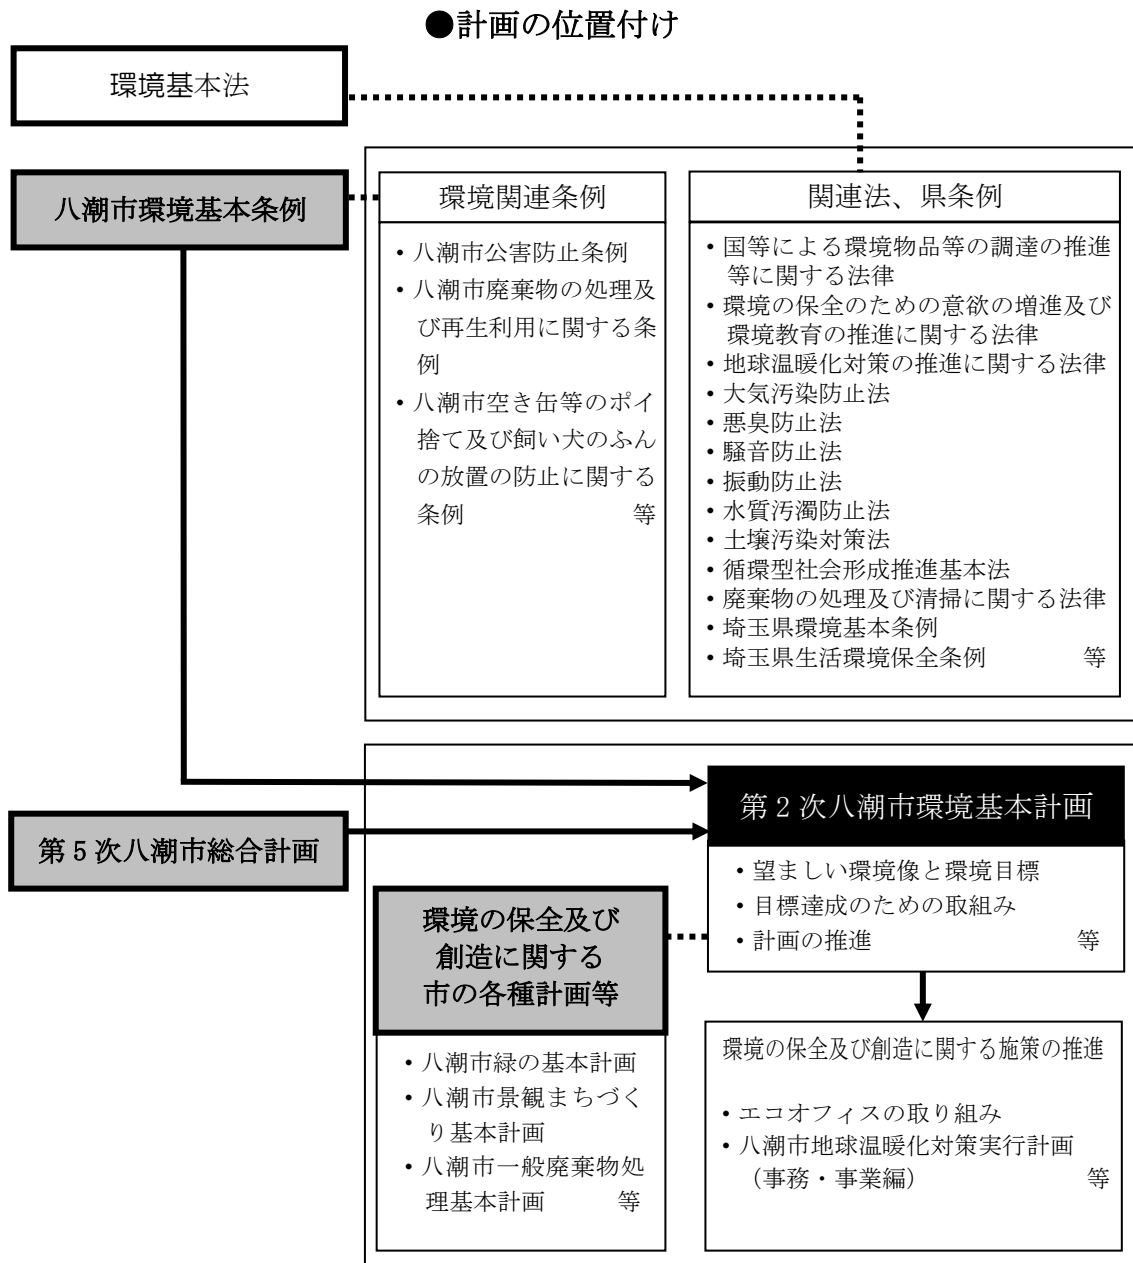 ●計画の位置付け
環境基本法
八潮市環境基本条例
環境関連条例
・八潮市公害防止条例
・八潮市廃棄物の処理及
び再生利用に関する条
例
・八潮市空き缶等のポイ
捨て及び飼い犬のふん
の放置の防止に関する
条例 等
関連法、県条例
・国等による環境物品等の調達の推進
等に関する法律
・環境の保全のための意欲の増進及び
環境教育の推進に関する法律
・地球温暖化対策の推進に関する法律
・大気汚染防止法
・悪臭防止法
・騒音防止法
・振動防止法
・水質汚濁防止法
・土壌汚染対策法
・循環型社会形成推進基本法
・廃棄物の処理及び清掃に関する法律
・埼玉県環境基本条例
・埼玉県生活環境保全条例 等
第5次八潮市総合計画
第2次八潮市環境基本計画
・望ましい環境像と環境目標
・目標達成のための取組み
・計画の推進 等
環境の保全及び
創造に関する
市の各種計画等
・八潮市緑の基本計画
・八潮市景観まちづく
り基本計画
・八潮市一般廃棄物処
理基本計画 等
環境の保全及び創造に関する施策の推進
・エコオフィスの取り組み
・八潮市地球温暖化対策実行計画
（事務・事業編） 等